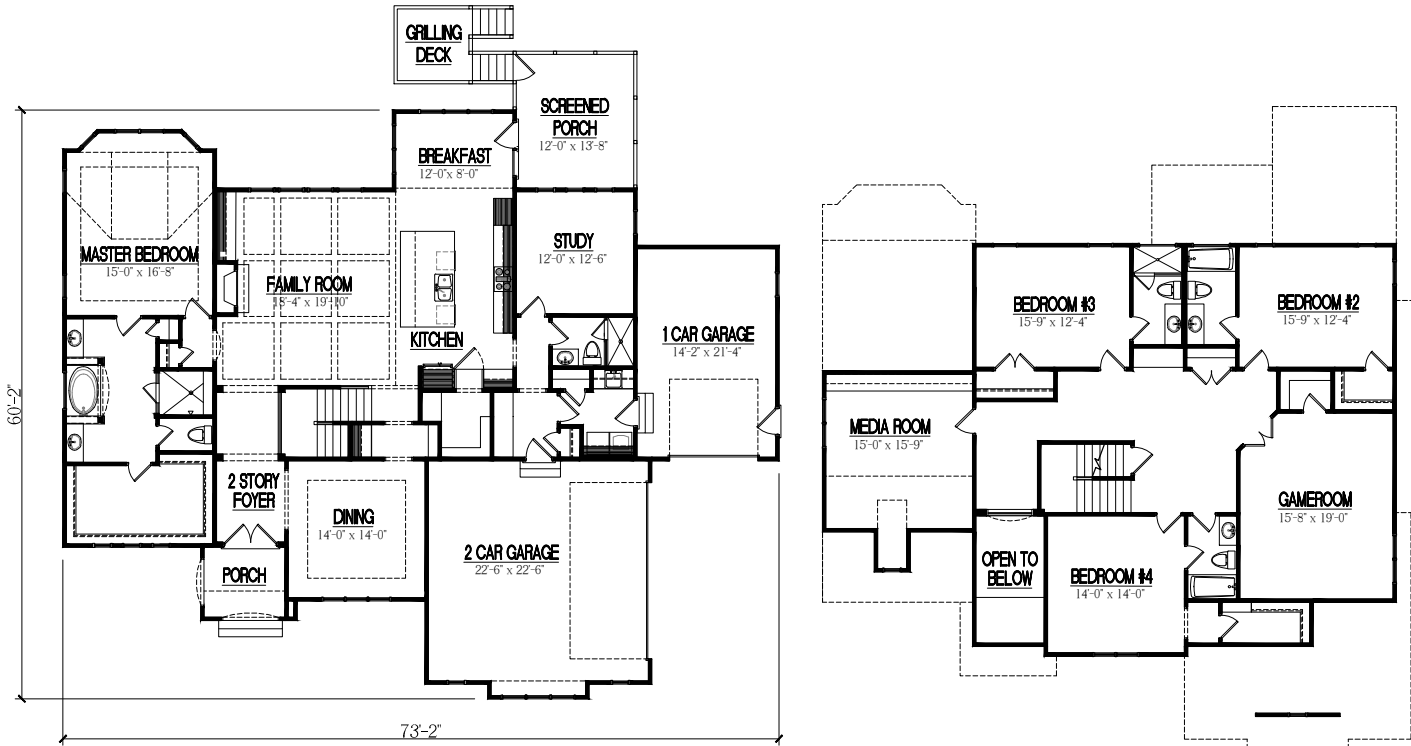 GRILLING
DECK
SCREENED
PORCH
12'-0" x 13'-8"
BREAKFAST
12'-0"x 8'-0"
MASTER BEDROOM
15'-0" x 16'-8"
FAMILY ROOM
18'-4" x 19'-10"
STUDY
12'-0" x 12'-6"
KITCHEN
1 CAR GARAGE
14'-2" x 21'-4"
60'-2"
2 STORY
FOYER
DINING
14'-0" x 14'-0"
2 CAR GARAGE
22'-6" x 22'-6"
PORCH
73'-2"
BEDROOM #3
15'-9" x 12'-4"
BEDROOM #2
15'-9" x 12'-4"
MEDIA ROOM
15'-0" x 15'-9"
GAMEROOM
15'-8" x 19'-0"
OPEN TO
BELOW
BEDROOM #4
14'-0" x 14'-0"